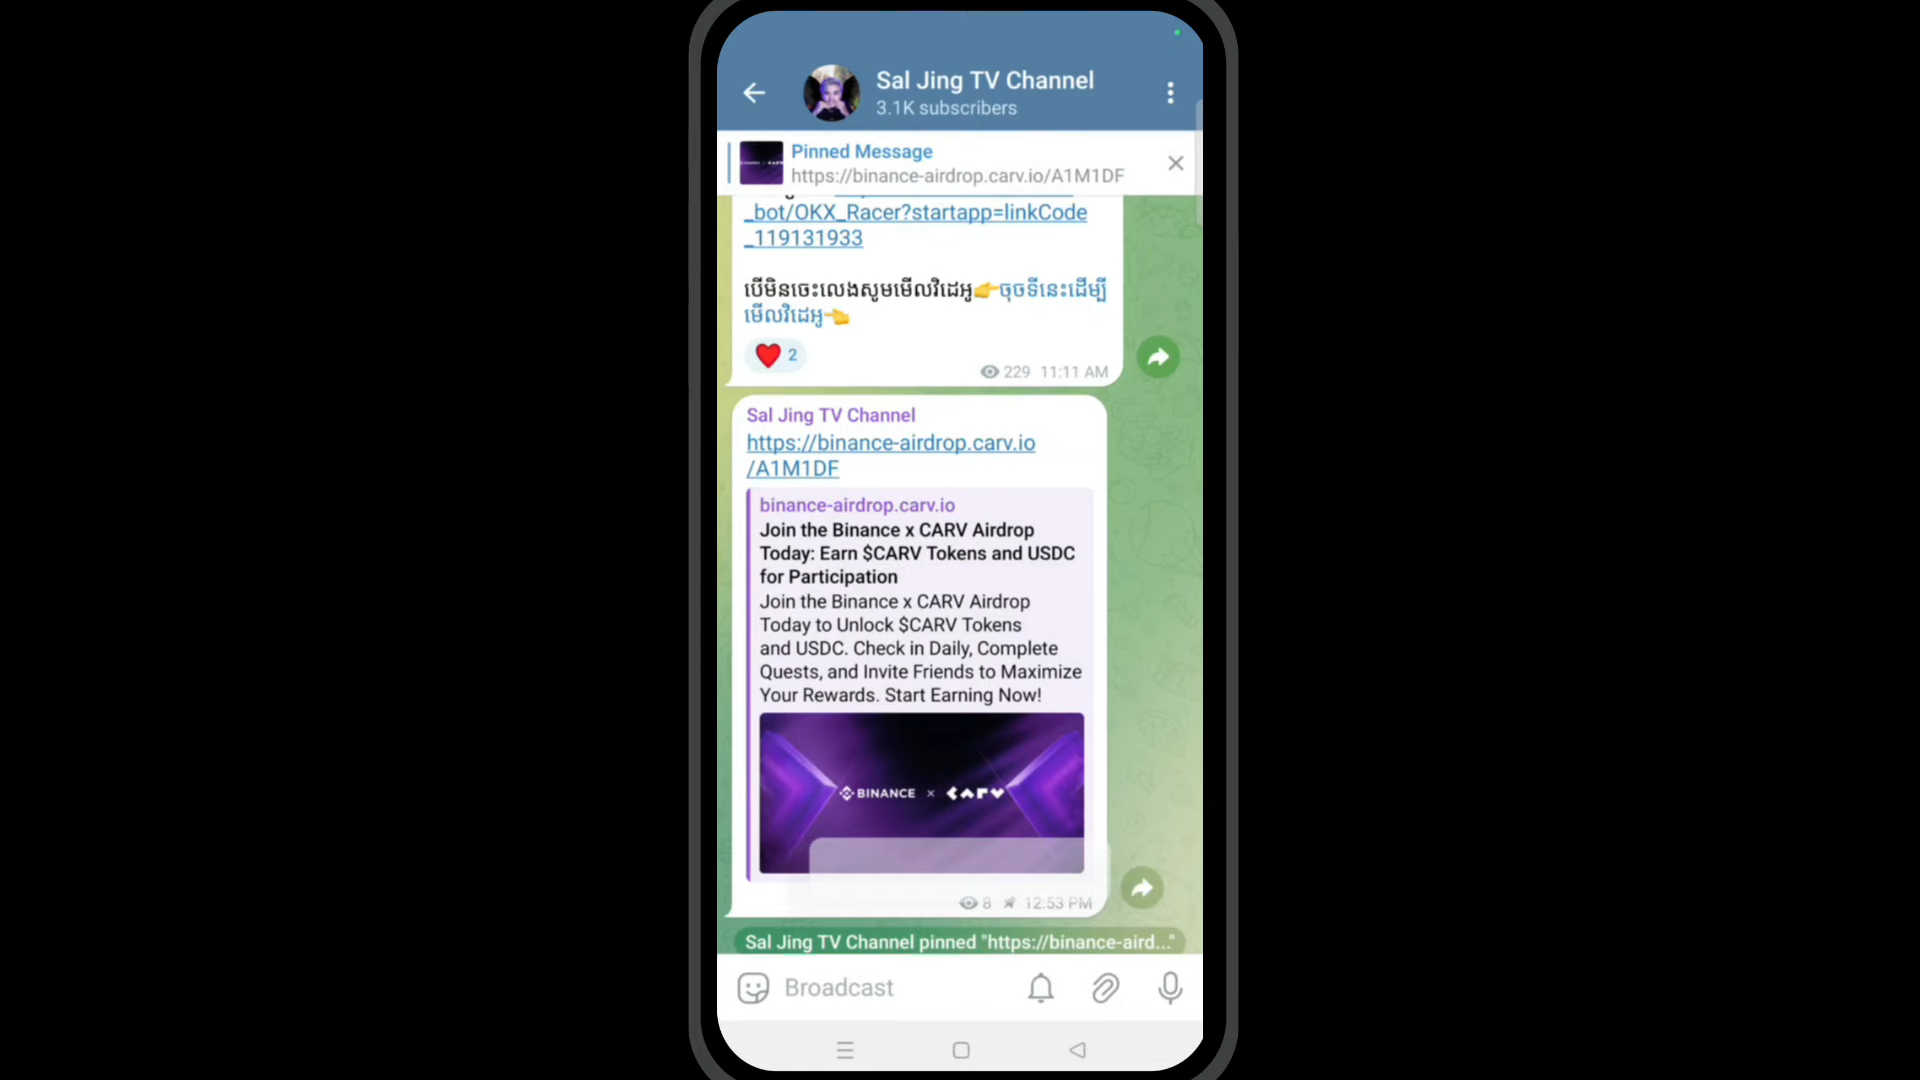 Sal Jing TV Channel
3.1K subscribers
Pinned Message
https://binance-airdrop.carv.io/A1M1DF
_bot/OKX_Racer?startapp=linkCode
_119131933
បើមិនចេះលេងសូមមើលវិដេអូ👉ចុចទីនេះដើម្បី
មើលវិដេអូ👈
❤️ 2
229 11:11 AM
Sal Jing TV Channel
https://binance-airdrop.carv.io
/A1M1DF
binance-airdrop.carv.io
Join the Binance x CARV Airdrop
Today: Earn $CARV Tokens and USDC
for Participation
Join the Binance x CARV Airdrop
Today to Unlock $CARV Tokens
and USDC. Check in Daily, Complete
Quests, and Invite Friends to Maximize
Your Rewards. Start Earning Now!
BINANCE x CARV
8 12:53 PM
Sal Jing TV Channel pinned "https://binance-aird..."
Broadcast